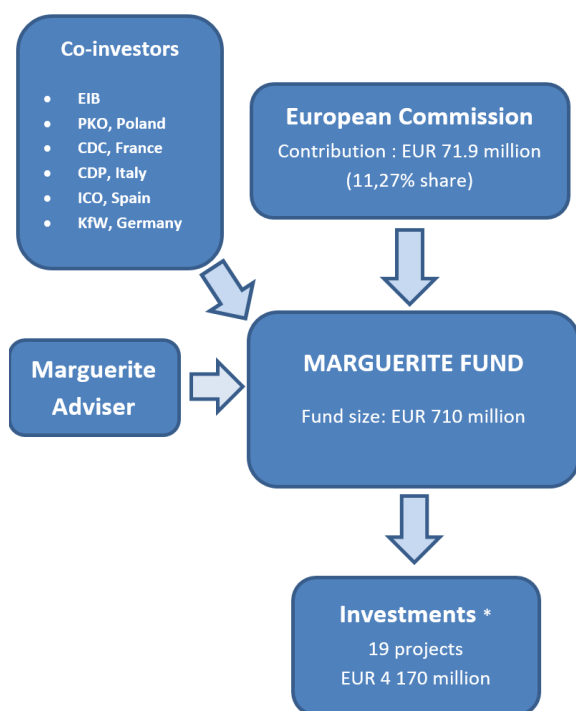 Co-investors
• EIB
• PKO, Poland
• CDC, France
• CDP, Italy
• ICO, Spain
• KfW, Germany
European Commission
Contribution : EUR 71.9 million
(11,27% share)
Marguerite
Adviser
MARGUERITE FUND
Fund size: EUR 710 million
Investments *
19 projects
EUR 4 170 million